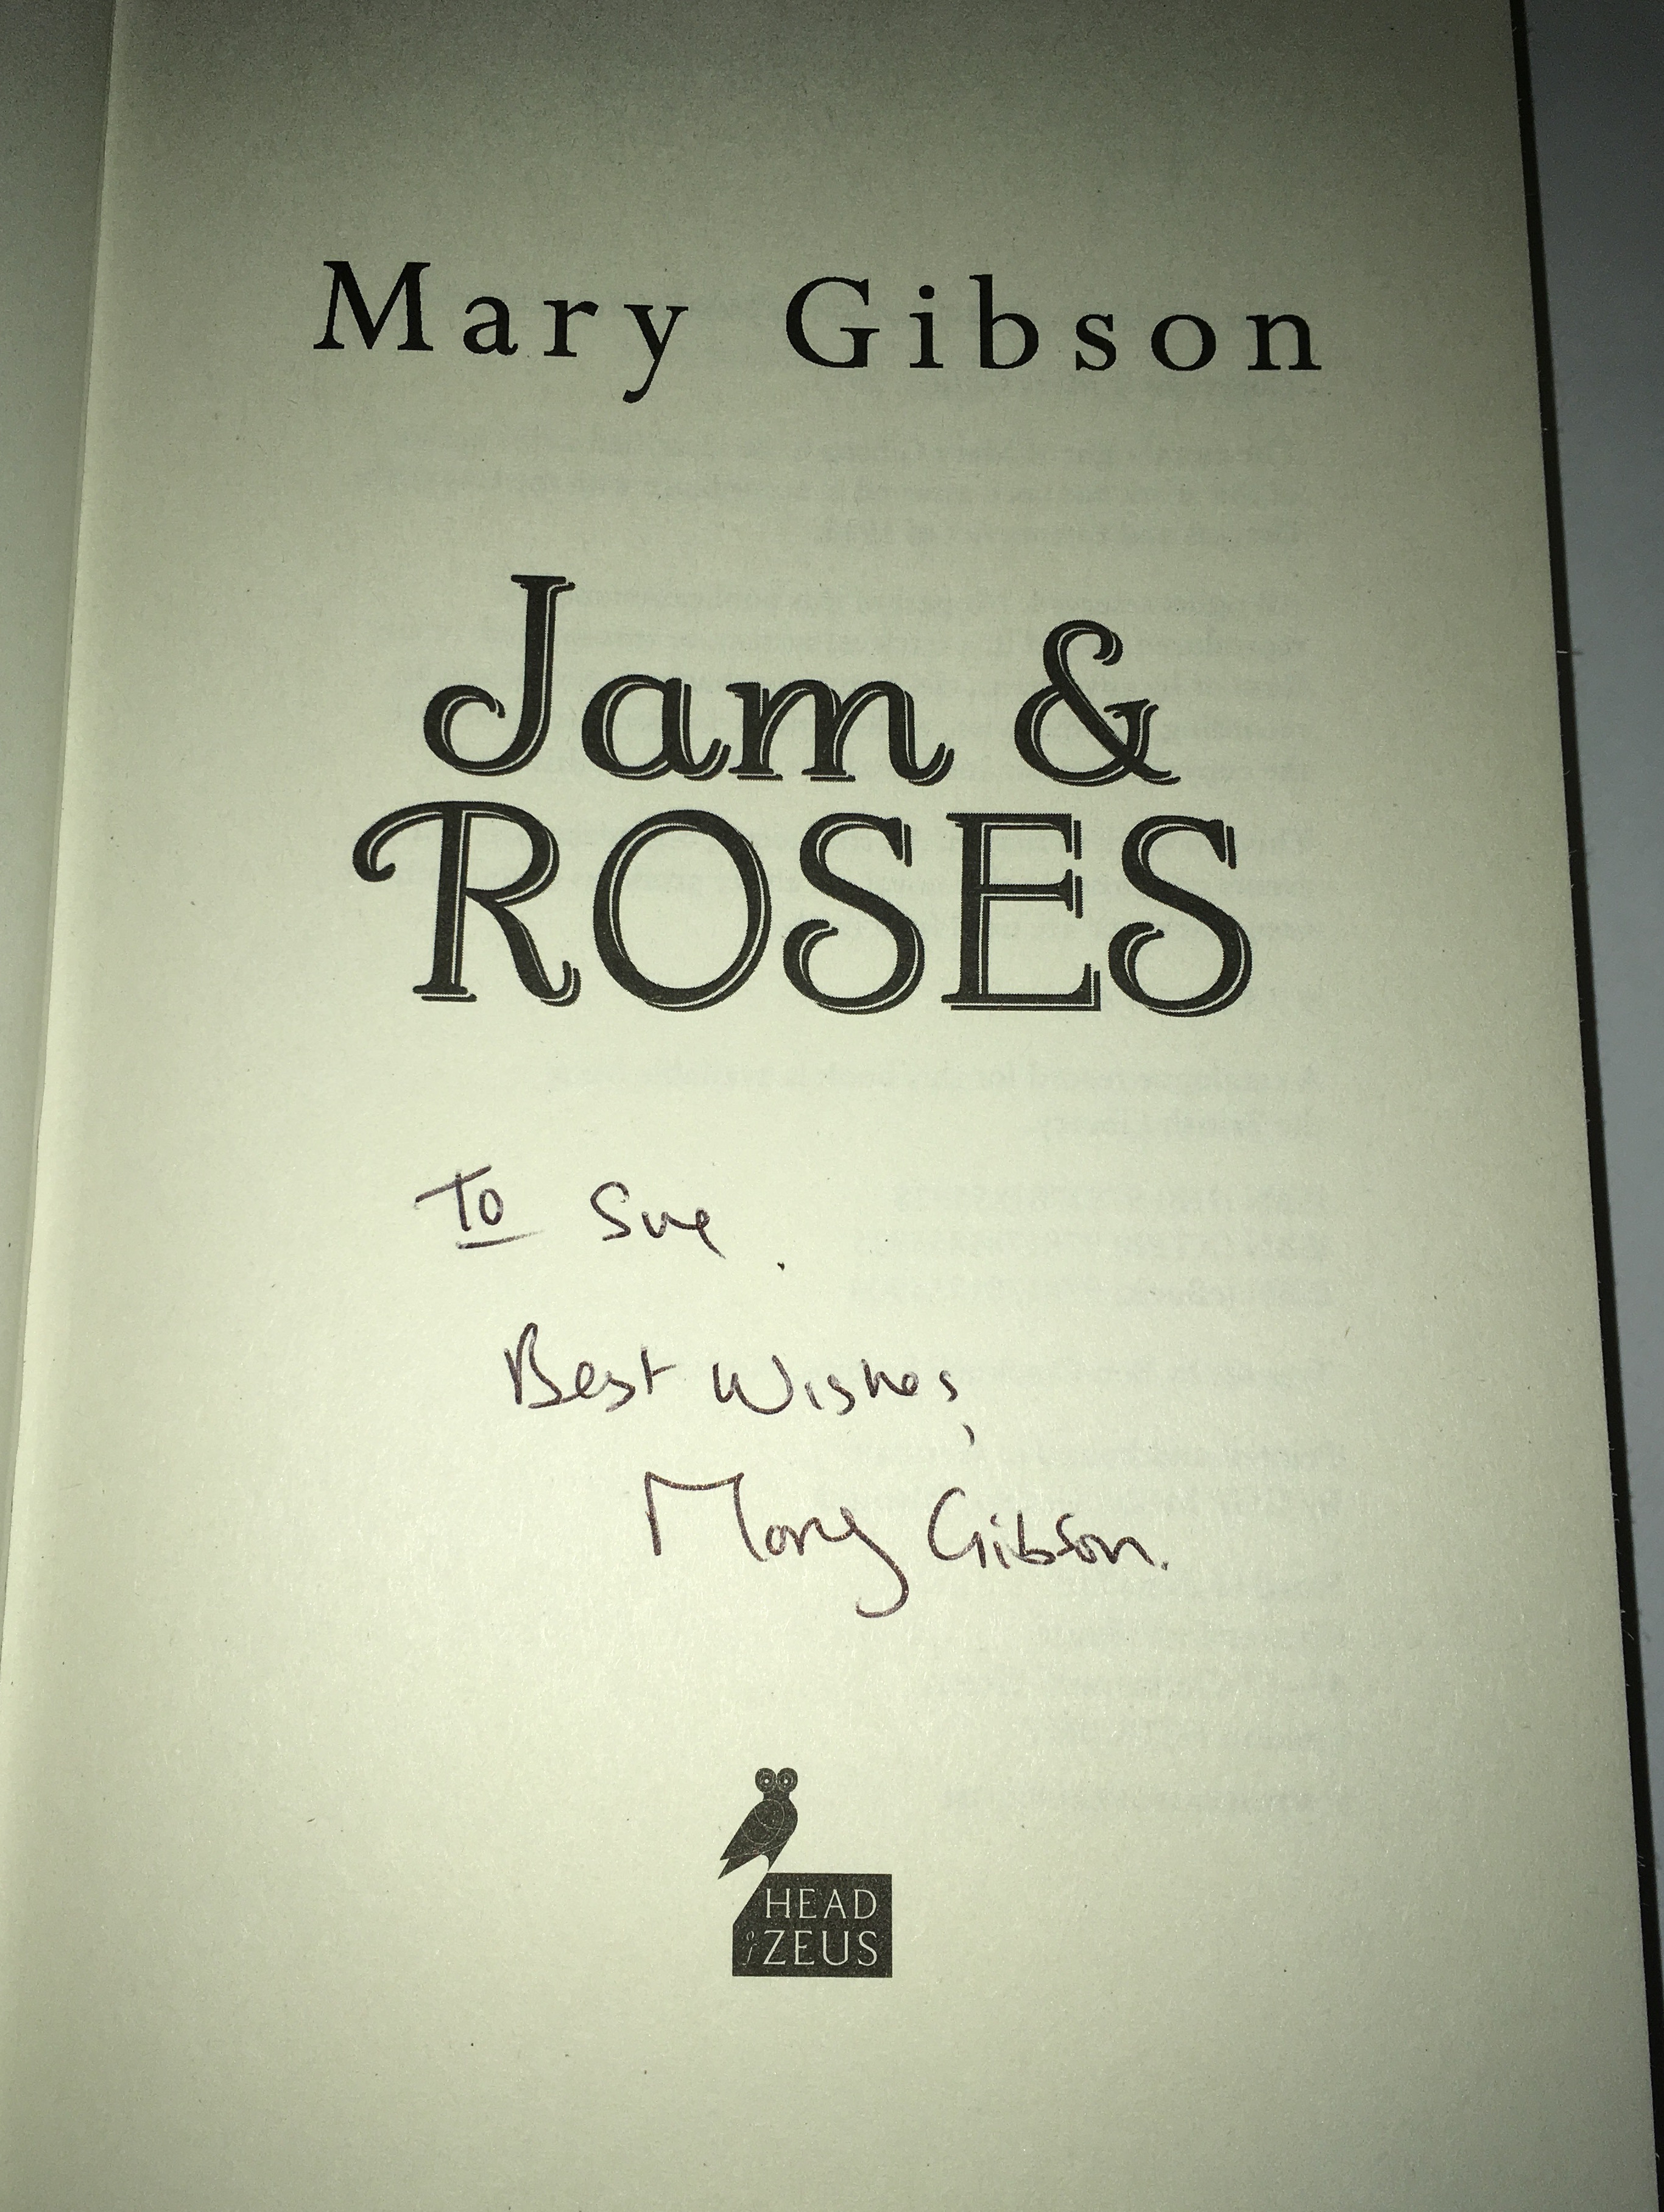 Mary Gibson
Jam &
ROSES
To Sue.
Best Wishes,
Mary Gibson.
HEAD
of ZEUS